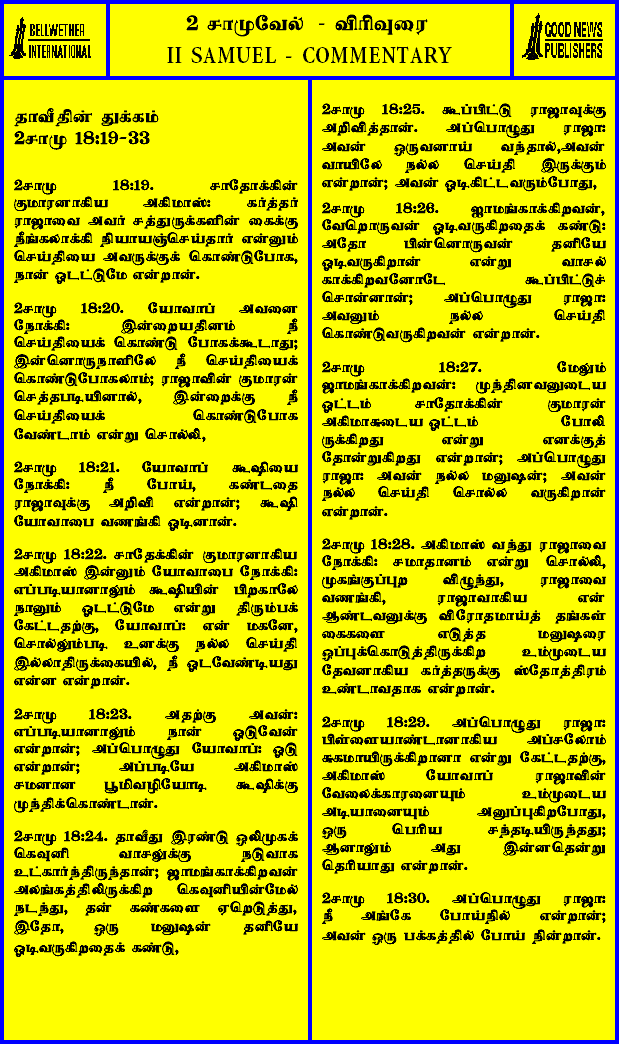 BELLWETHER
INTERNATIONAL
2 சாமுவேல் - விரிவுரை
II SAMUEL - COMMENTARY
GOOD NEWS
PUBLISHERS
தாவீதின் துக்கம்
2சாமு 18:19-33
2சாமு 18:19. சாதோக்கின்
குமாரனாகிய அகிமாஸ்: கர்த்தர்
ராஜாவை அவர் சத்துருக்களின் கைக்கு
நீங்கலாக்கி நியாயஞ்செய்தார் என்னும்
செய்தியை அவருக்குக் கொண்டுபோக,
நான் ஓடட்டுமே என்றான்.
2சாமு 18:20. யோவாப் அவனை
நோக்கி: இன்றையதினம் நீ
செய்தியைக் கொண்டு போகக்கூடாது;
இன்னொருநாளிலே நீ செய்தியைக்
கொண்டுபோகலாம்; ராஜாவின் குமாரன்
செத்தபடியினால், இன்றைக்கு நீ
செய்தியைக் கொண்டுபோக
வேண்டாம் என்று சொல்லி,
2சாமு 18:21. யோவாப் கூஷியை
நோக்கி: நீ போய், கண்டதை
ராஜாவுக்கு அறிவி என்றான்; கூஷி
யோவாபை வணங்கி ஓடினான்.
2சாமு 18:22. சாதேக்கின் குமாரனாகிய
அகிமாஸ் இன்னும் யோவாபை நோக்கி:
எப்படியானாலும் கூஷியின் பிறகாலே
நானும் ஓடட்டுமே என்று திரும்பக்
கேட்டதற்கு, யோவாப்: என் மகனே,
சொல்லும்படி உனக்கு நல்ல செய்தி
இல்லாதிருக்கையில், நீ ஓடவேண்டியது
என்ன என்றான்.
2சாமு 18:23. அதற்கு அவன்:
எப்படியானாலும் நான் ஓடுவேன்
என்றான்; அப்பொழுது யோவாப்: ஓடு
என்றான்; அப்படியே அகிமாஸ்
சமனான பூமிவழியோடி கூஷிக்கு
முந்திக்கொண்டான்.
2சாமு 18:24. தாவீது இரண்டு ஒலிமுகக்
கெவுனி வாசலுக்கு நடுவாக
உட்கார்ந்திருந்தான்; ஜாமங்காக்கிறவன்
அலங்கத்திலிருக்கிற கெவுனியின்மேல்
நடந்து, தன் கண்களை ஏறெடுத்து,
இதோ, ஒரு மனுஷன் தனியே
ஓடிவருகிறதைக் கண்டு,
2சாமு 18:25. கூப்பிட்டு ராஜாவுக்கு
அறிவித்தான். அப்பொழுது ராஜா:
அவன் ஒருவனாய் வந்தால்,அவன்
வாயிலே நல்ல செய்தி இருக்கும்
என்றான்; அவன் ஓடி,கிட்டவரும்போது,
2சாமு 18:26. ஜாமங்காக்கிறவன்,
வேறொருவன் ஓடிவருகிறதைக் கண்டு:
அதோ பின்னொருவன் தனியே
ஓடிவருகிறான் என்று வாசல்
காக்கிறவனோடே கூப்பிட்டுச்
சொன்னான்; அப்பொழுது ராஜா:
அவனும் நல்ல செய்தி
கொண்டுவருகிறவன் என்றான்.
2சாமு 18:27. மேலும்
ஜாமங்காக்கிறவன்: முந்தினவனுடைய
ஓட்டம் சாதோக்கின் குமாரன்
அகிமாசுடைய ஓட்டம் போலி
ருக்கிறது என்று எனக்குத்
தோன்றுகிறது என்றான்; அப்பொழுது
ராஜா: அவன் நல்ல மனுஷன்; அவன்
நல்ல செய்தி சொல்ல வருகிறான்
என்றான்.
2சாமு 18:28. அகிமாஸ் வந்து ராஜாவை
நோக்கி: சமாதானம் என்று சொல்லி,
முகங்குப்புற விழுந்து, ராஜாவை
வணங்கி, ராஜாவாகிய என்
ஆண்டவனுக்கு விரோதமாய்த் தங்கள்
கைகளை எடுத்த மனுஷரை
ஒப்புக்கொடுத்திருக்கிற உம்முடைய
தேவனாகிய கர்த்தருக்கு ஸ்தோத்திரம்
உண்டாவதாக என்றான்.
2சாமு 18:29. அப்பொழுது ராஜா:
பிள்ளையாண்டானாகிய அப்சலோம்
சுகமாயிருக்கிறானா என்று கேட்டதற்கு,
அகிமாஸ் யோவாப் ராஜாவின்
வேலைக்காரனையும் உம்முடைய
அடியானையும் அனுப்புகிறபோது,
ஒரு பெரிய சந்தடியிருந்தது;
ஆனாலும் அது இன்னதென்று
தெரியாது என்றான்.
2சாமு 18:30. அப்பொழுது ராஜா:
நீ அங்கே போய்நில் என்றான்;
அவன் ஒரு பக்கத்தில் போய் நின்றான்.